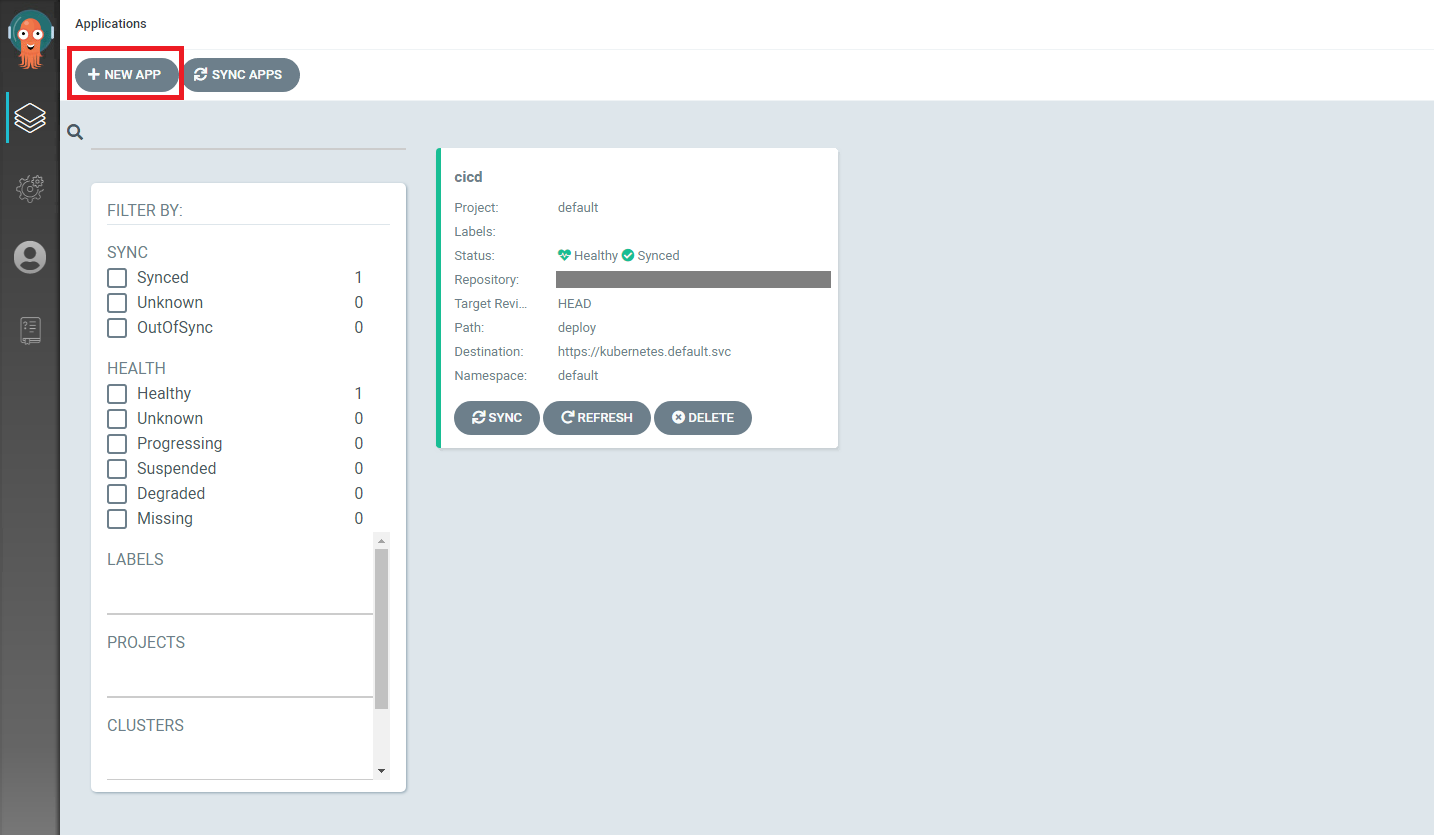 Applications
NEW APP
SYNC APPS
FILTER BY:
SYNC
Synced 1
Unknown 0
OutOfSync 0
HEALTH
Healthy 1
Unknown 0
Progressing 0
Suspended 0
Degraded 0
Missing 0
LABELS
PROJECTS
CLUSTERS
cicd
Project: default
Labels:
Status: Healthy Synced
Repository:
Target Revi... HEAD
Path: deploy
Destination: https://kubernetes.default.svc
Namespace: default
SYNC REFRESH DELETE